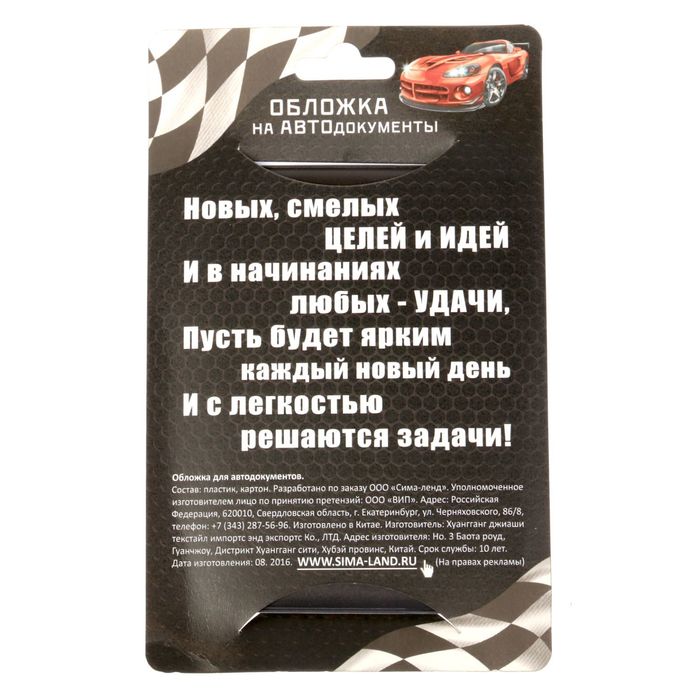 ОБЛОЖКА
НА АВТОДОКУМЕНТЫ
Новых, смелых
ЦЕЛЕЙ и ИДЕЙ
И в начинаниях
любых - УДАЧИ,
Пусть будет ярким
каждый новый день
И с легкостью
решаются задачи!
Обложка для автодокументов.
Состав: пластик, картон. Разработано по заказу ООО «Сима-ленд». Уполномоченное
изготовителем лицо по принятию претензий: ООО «ВИП». Адрес: Российская
Федерация, 620010, Свердловская область, г. Екатеринбург, ул. Черняховского, 86/8,
телефон: +7 (343) 287-56-96. Изготовлено в Китае. Изготовитель: Хуангганг джиаши
текстайл импортс энд экспортс Ко., ЛТД. Адрес изготовителя: Но. 3 Баота роуд,
Гуанчжоу, Дистрикт Хуангганг сити, Хубэй провинс, Китай. Срок службы: 10 лет.
Дата изготовления: 08. 2016. WWW.SIMA-LAND.RU (На правах рекламы)